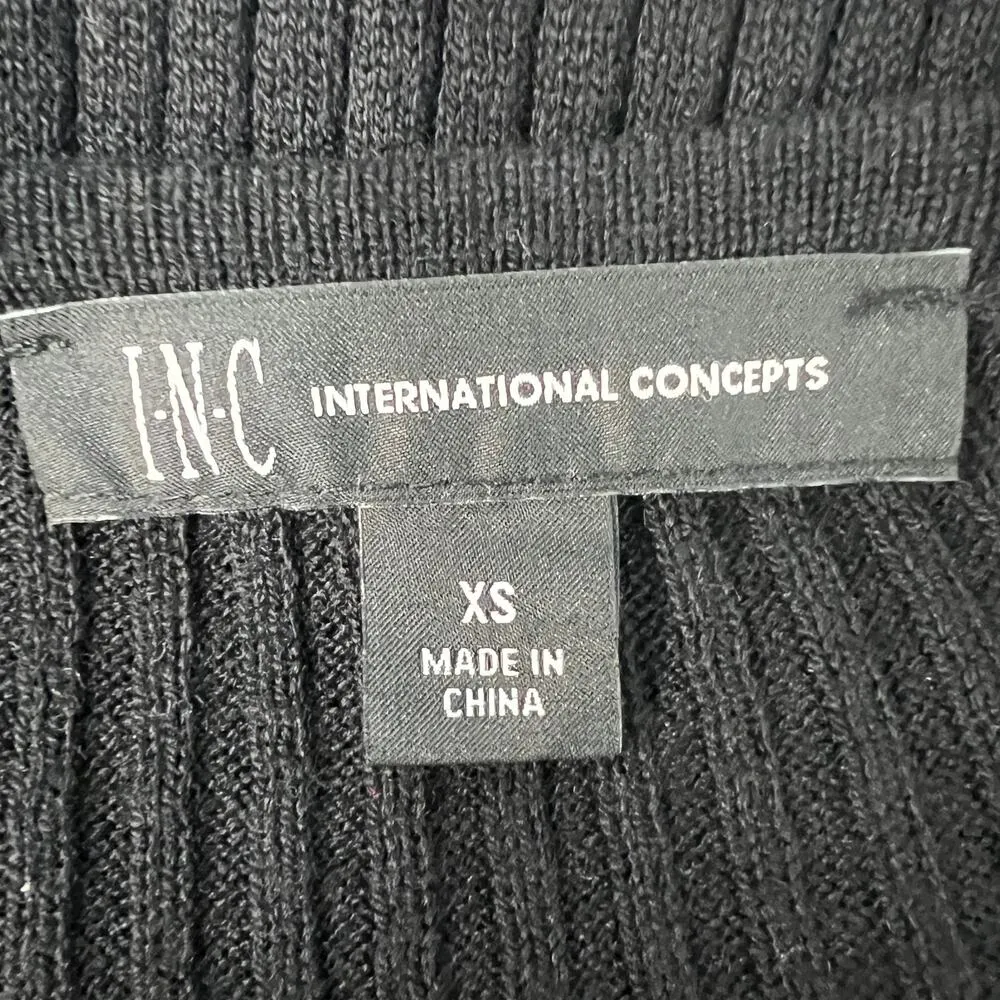 I·N·C INTERNATIONAL CONCEPTS
XS
MADE IN
CHINA